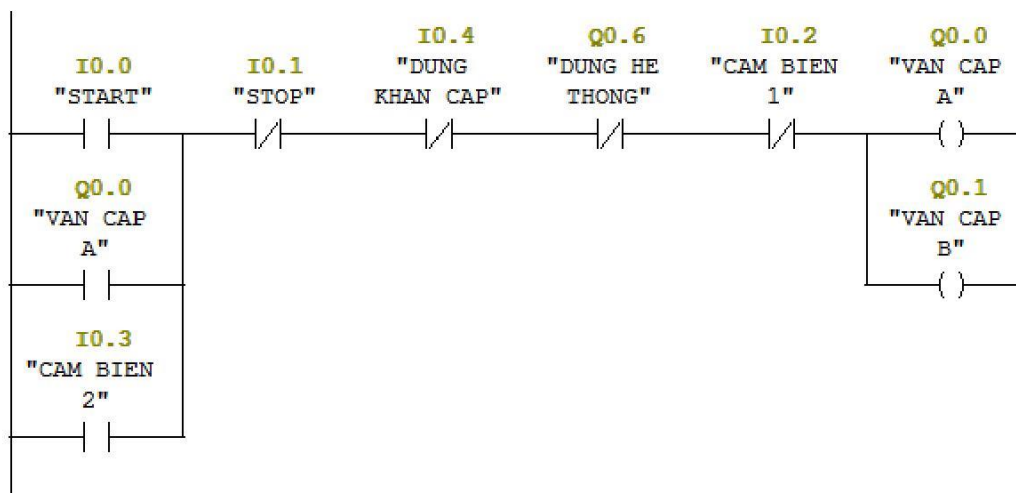 I0.0
"START"
I0.1
"STOP"
I0.4
"DUNG
KHAN CAP"
Q0.6
"DUNG HE
THONG"
I0.2
"CAM BIEN
1"
Q0.0
"VAN CAP
A"
Q0.0
"VAN CAP
A"
Q0.1
"VAN CAP
B"
I0.3
"CAM BIEN
2"